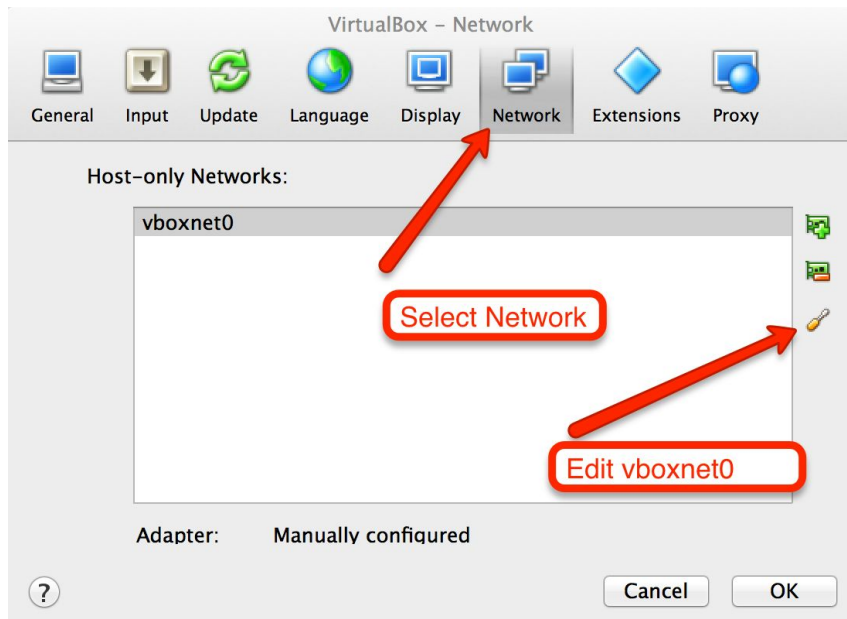 VirtualBox – Network
General Input Update Language Display Network Extensions Proxy
Host-only Networks:
vboxnet0
Select Network
Edit vboxnet0
Adapter: Manually configured
?
Cancel OK